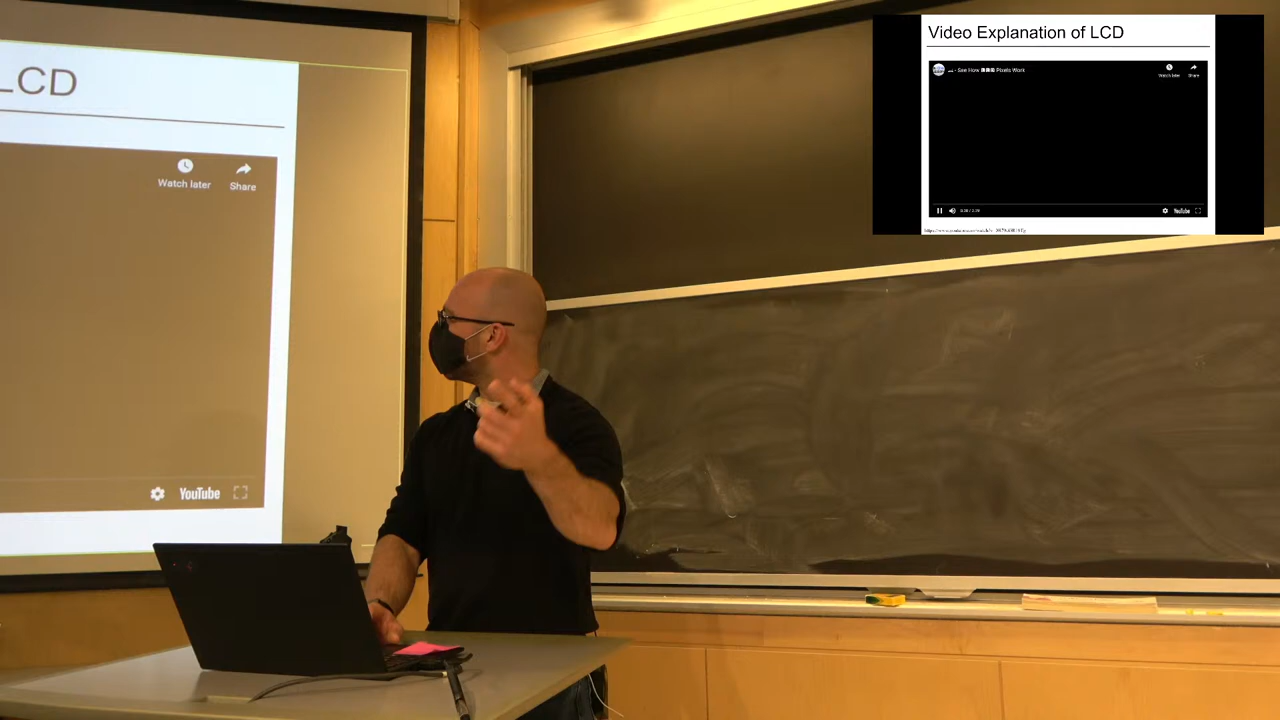 LCD
Watch later
Share
YouTube
Video Explanation of LCD
- See How Pixels Work
Watch later
Share
YouTube